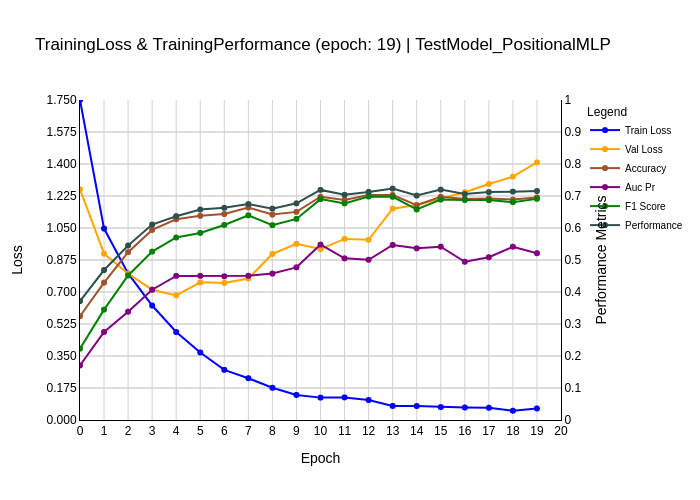 TrainingLoss & TrainingPerformance (epoch: 19) | TestModel_PositionalMLP
Legend
Train Loss
Val Loss
Accuracy
Auc Pr
F1 Score
Performance
Loss
1.750
1.575
1.400
1.225
1.050
0.875
0.700
0.525
0.350
0.175
0.000
1
0.9
0.8
0.7
0.6
0.5
0.4
0.3
0.2
0.1
0
Performance Metrics
0 1 2 3 4 5 6 7 8 9 10 11 12 13 14 15 16 17 18 19 20
Epoch